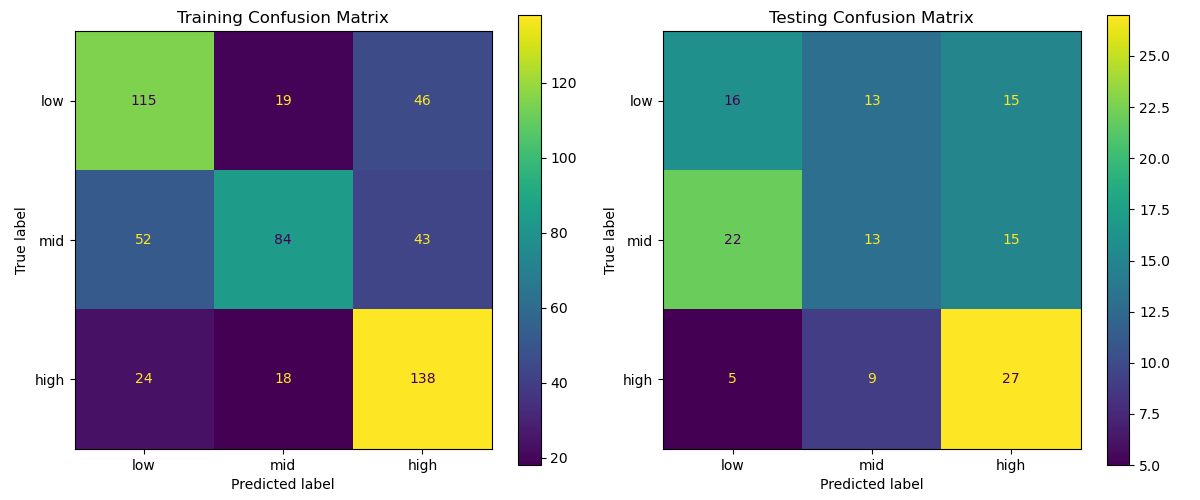 Training Confusion Matrix
Testing Confusion Matrix
True label
low
mid
high
115 19 46
52 84 43
24 18 138
low mid high
Predicted label
120
100
80
60
40
20
True label
low
mid
high
16 13 15
22 13 15
5 9 27
low mid high
Predicted label
25.0
22.5
20.0
17.5
15.0
12.5
10.0
7.5
5.0